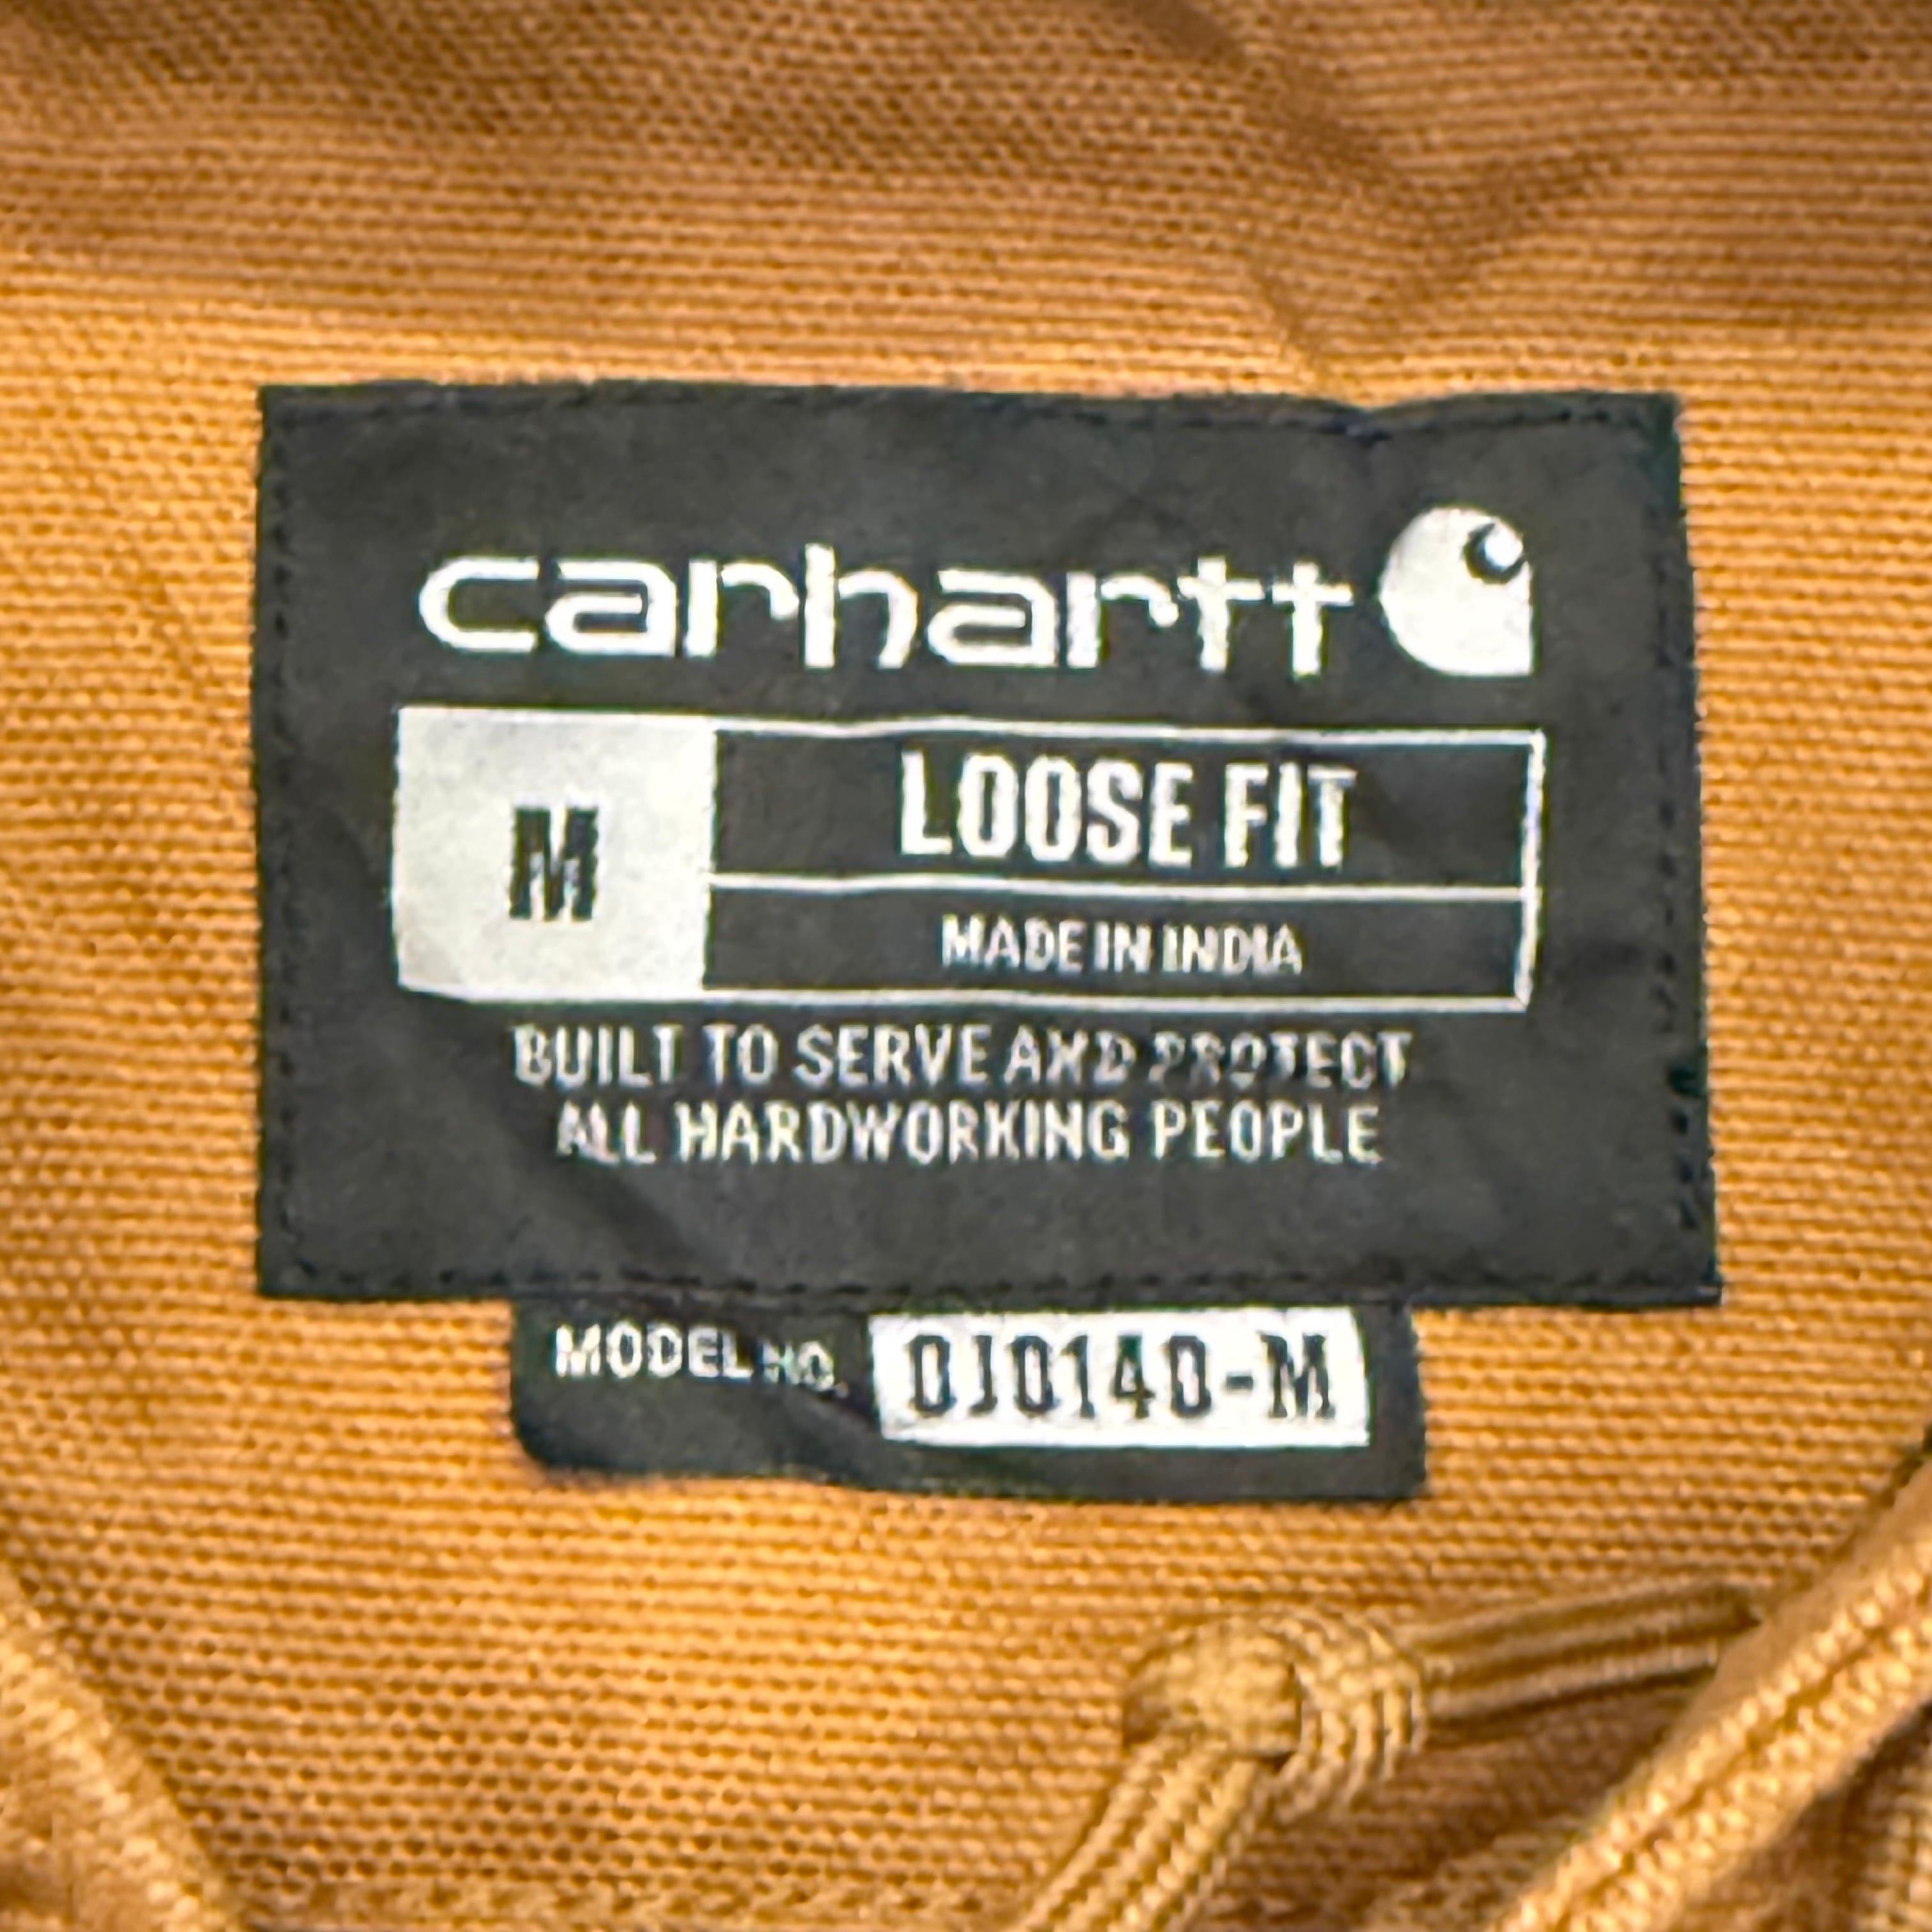 carhartt
M
LOOSE FIT
MADE IN INDIA
BUILT TO SERVE AND PROTECT
ALL HARDWORKING PEOPLE
MODEL NO. OJ0140-M